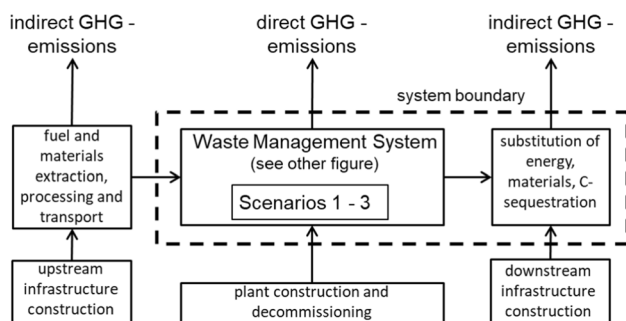 indirect GHG -
emissions
direct GHG -
emissions
indirect GHG -
emissions
system boundary
fuel and
materials
extraction,
processing and
transport
Waste Management System
(see other figure)
Scenarios 1 - 3
substitution of
energy,
materials, C-
sequestration
upstream
infrastructure
construction
plant construction and
decommissioning
downstream
infrastructure
construction